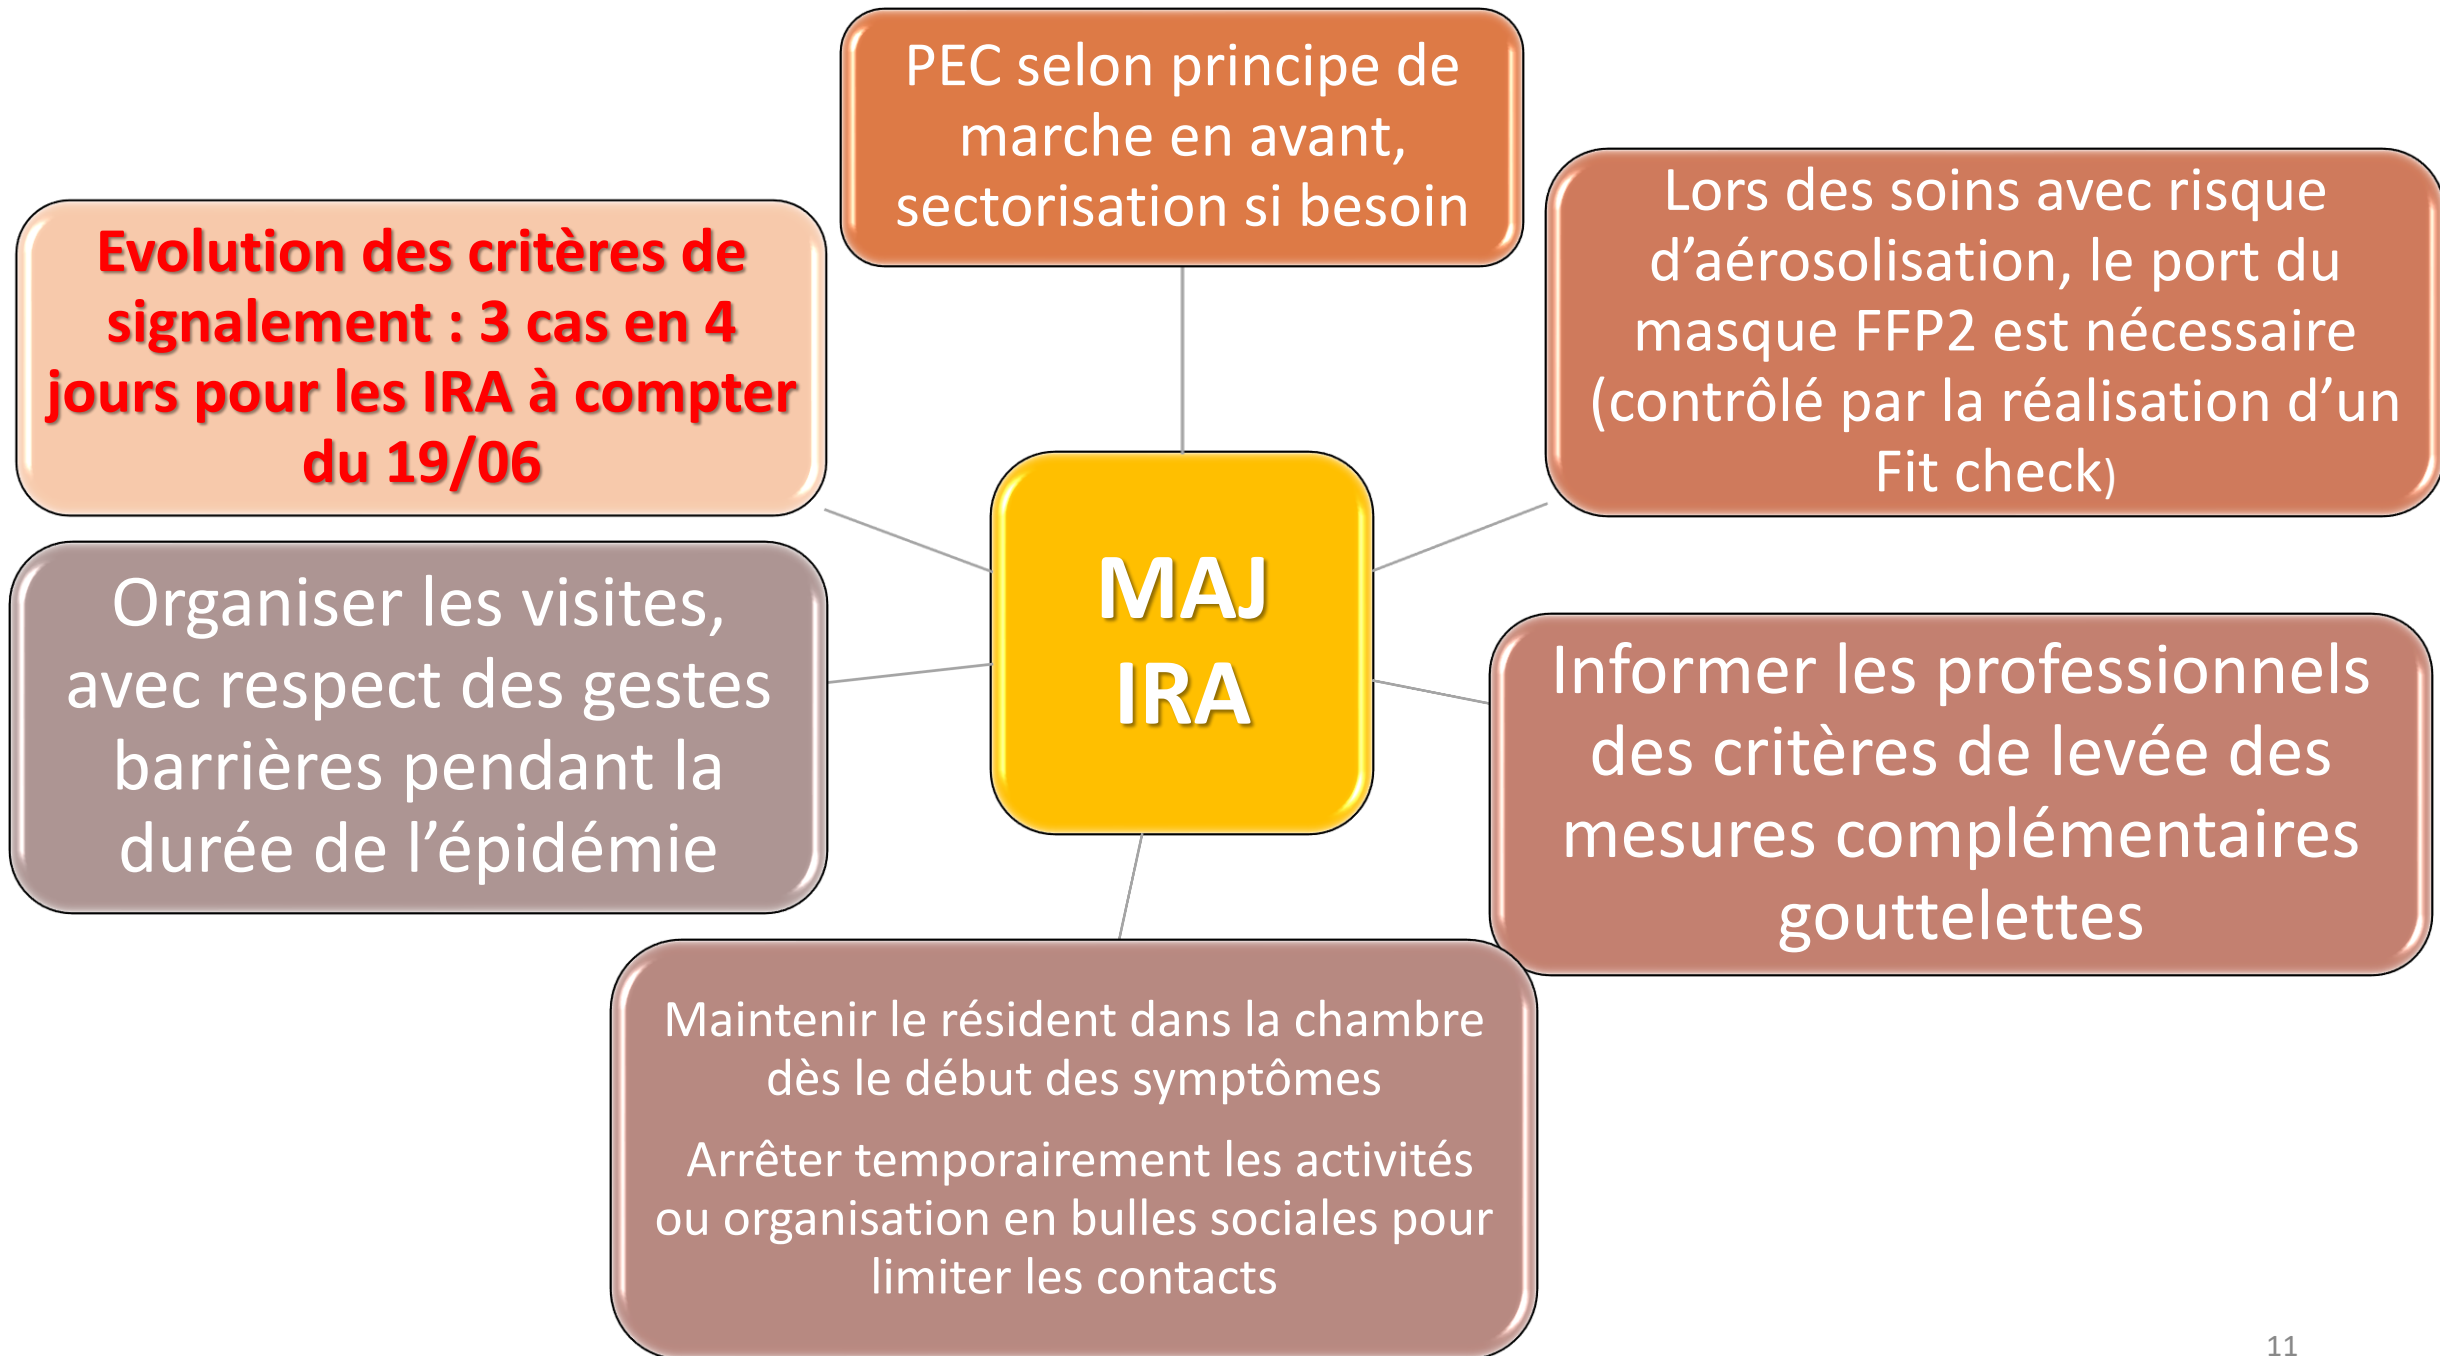 PEC selon principe de
marche en avant,
sectorisation si besoin
Lors des soins avec risque
d’aérosolisation, le port du
masque FFP2 est nécessaire
(contrôlé par la réalisation d’un
Fit check)
Evolution des critères de
signalement : 3 cas en 4
jours pour les IRA à compter
du 19/06
MAJ
IRA
Organiser les visites,
avec respect des gestes
barrières pendant la
durée de l’épidémie
Informer les professionnels
des critères de levée des
mesures complémentaires
gouttelettes
Maintenir le résident dans la chambre
dès le début des symptômes
Arrêter temporairement les activités
ou organisation en bulles sociales pour
limiter les contacts
11